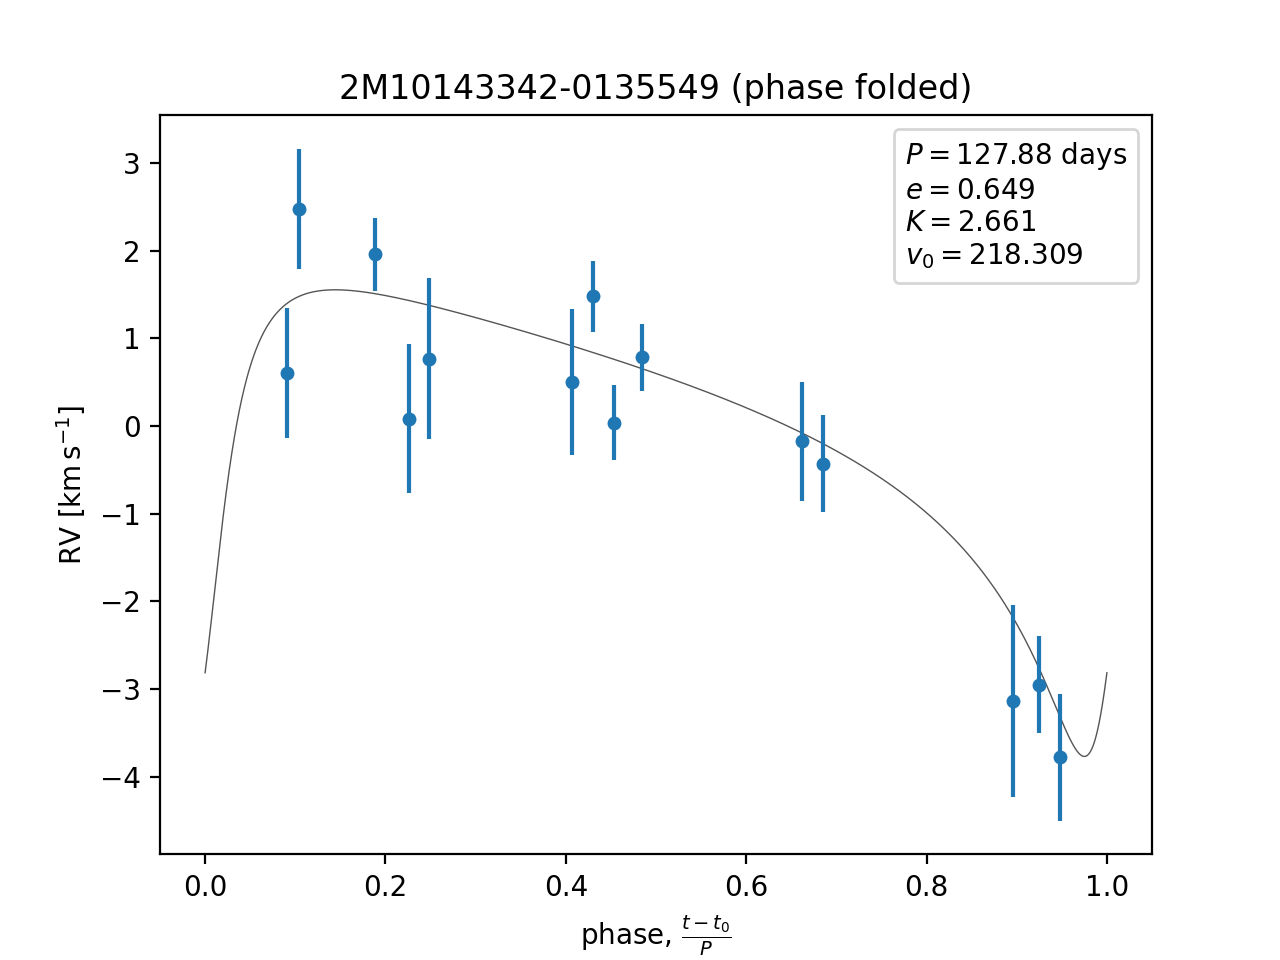 2M10143342-0135549 (phase folded)
P = 127.88 days
e = 0.649
K = 2.661
v₀ = 218.309
3
2
1
0
−1
−2
−3
−4
RV [km s⁻¹]
0.0 0.2 0.4 0.6 0.8 1.0
phase, (t − t₀)/P